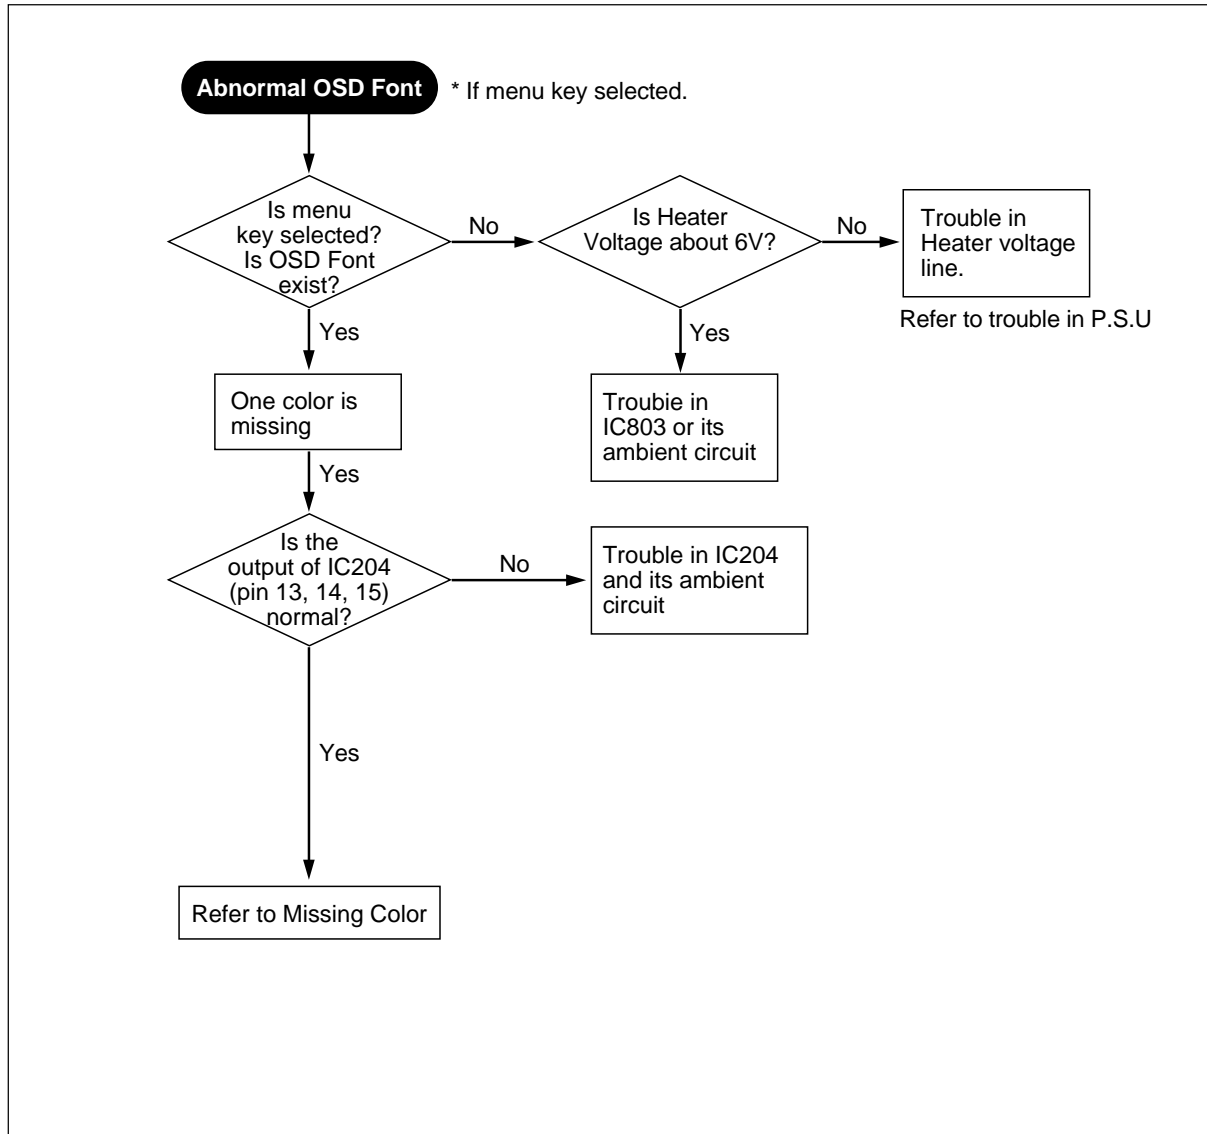 Abnormal OSD Font
* If menu key selected.
Is menu
key selected?
Is OSD Font
exist?
No
Is Heater
Voltage about 6V?
No
Trouble in
Heater voltage
line.
Refer to trouble in P.S.U
Yes
Yes
One color is
missing
Troubie in
IC803 or its
ambient circuit
Yes
Is the
output of IC204
(pin 13, 14, 15)
normal?
No
Trouble in IC204
and its ambient
circuit
Yes
Refer to Missing Color